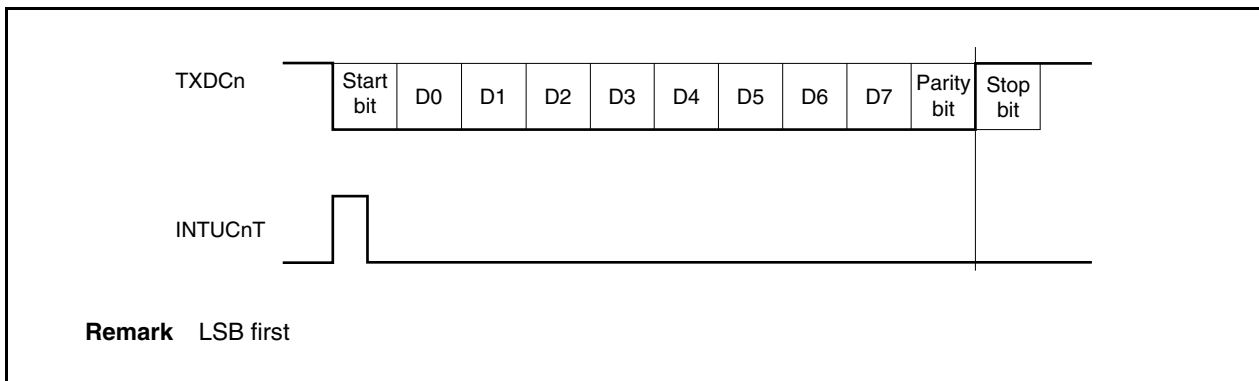 TXDCn
Start bit
D0
D1
D2
D3
D4
D5
D6
D7
Parity bit
Stop bit
INTUCnT
Remark LSB first